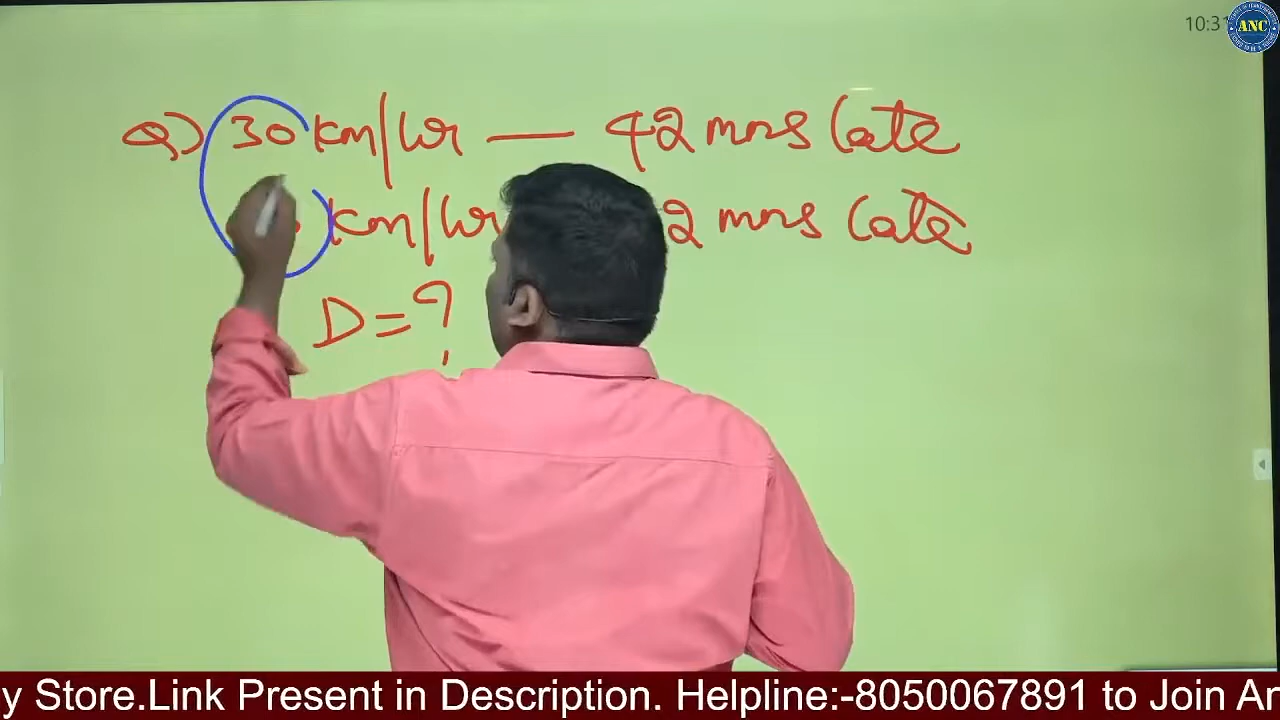 10:31
ANC
Q) 30 km/hr — 42 mns late
km/hr 2 mns late
D = ?
y Store.Link Present in Description. Helpline:-8050067891 to Join An